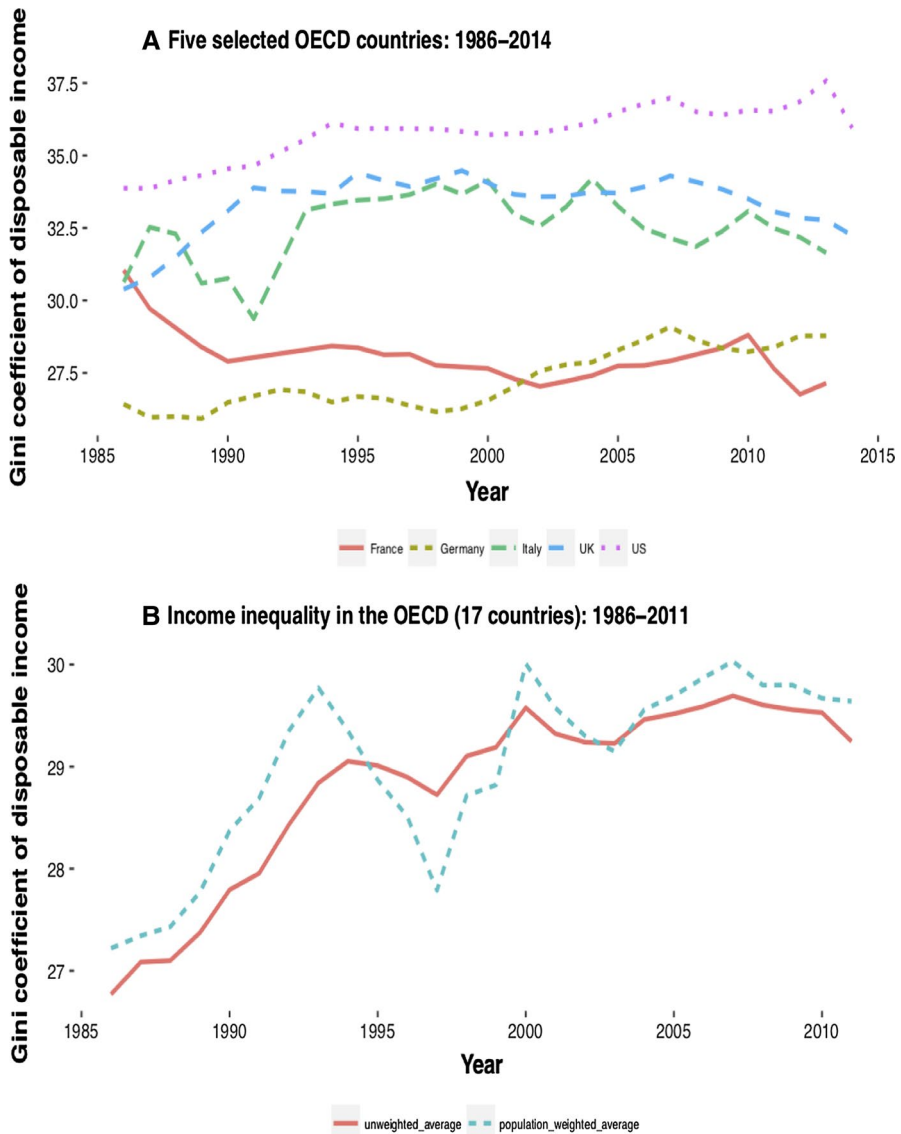 A Five selected OECD countries: 1986–2014
Gini coefficient of disposable income
37.5
35.0
32.5
30.0
27.5
1985 1990 1995 2000 2005 2010 2015
Year
France Germany Italy UK US
B Income inequality in the OECD (17 countries): 1986–2011
Gini coefficient of disposable income
30
29
28
27
1985 1990 1995 2000 2005 2010
Year
unweighted_average population_weighted_average